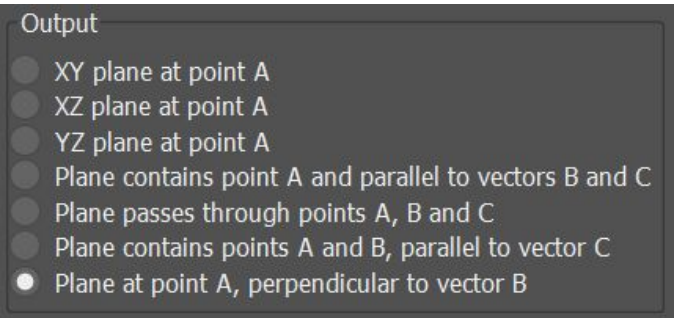 Output
XY plane at point A
XZ plane at point A
YZ plane at point A
Plane contains point A and parallel to vectors B and C
Plane passes through points A, B and C
Plane contains points A and B, parallel to vector C
Plane at point A, perpendicular to vector B